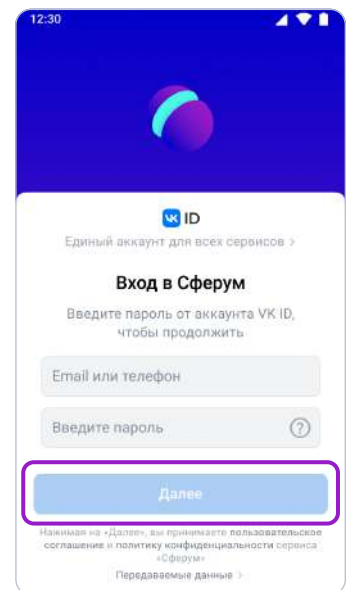 12:30
VK ID
Единый аккаунт для всех сервисов >
Вход в Сферум
Введите пароль от аккаунта VK ID,
чтобы продолжить
Email или телефон
Введите пароль ?
Далее
Нажимая на «Далее», вы принимаете пользовательское
соглашение и политику конфиденциальности сервиса
«Сферум»
Передаваемые данные >